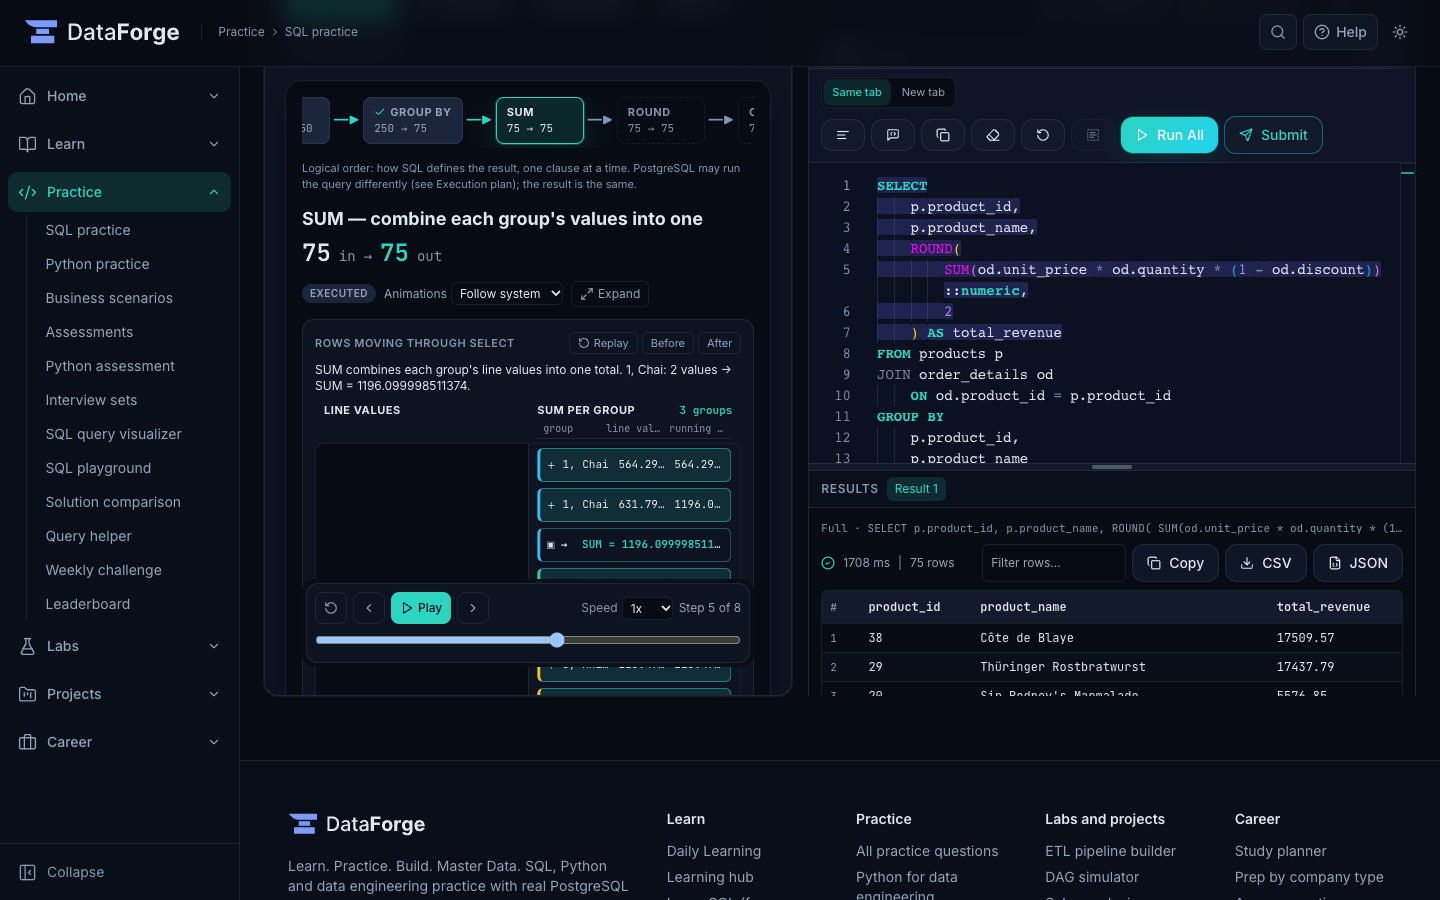 DataForge
Practice > SQL practice
Help
Home
Learn
Practice
SQL practice
Python practice
Business scenarios
Assessments
Python assessment
Interview sets
SQL query visualizer
SQL playground
Solution comparison
Query helper
Weekly challenge
Leaderboard
Labs
Projects
Career
Collapse
50
GROUP BY
250 → 75
SUM
75 → 75
ROUND
75 → 75
Logical order: how SQL defines the result, one clause at a time. PostgreSQL may run
the query differently (see Execution plan); the result is the same.
SUM — combine each group's values into one
75 in → 75 out
EXECUTED Animations Follow system Expand
ROWS MOVING THROUGH SELECT Replay Before After
SUM combines each group's line values into one total. 1, Chai: 2 values →
SUM = 1196.099998511374.
LINE VALUES
SUM PER GROUP 3 groups
group line val… running …
+ 1, Chai 564.29… 564.29…
+ 1, Chai 631.79… 1196.0…
▣ → SUM = 1196.099998511…
Play
Speed 1x Step 5 of 8
Same tab New tab
Run All
Submit
1 SELECT
2 p.product_id,
3 p.product_name,
4 ROUND(
5 SUM(od.unit_price * od.quantity * (1 - od.discount))
::numeric,
6 2
7 ) AS total_revenue
8 FROM products p
9 JOIN order_details od
10 ON od.product_id = p.product_id
11 GROUP BY
12 p.product_id,
13 p.product_name
RESULTS Result 1
Full · SELECT p.product_id, p.product_name, ROUND( SUM(od.unit_price * od.quantity * (1…
1708 ms | 75 rows
Filter rows...
Copy
CSV
JSON
# product_id product_name total_revenue
1 38 Côte de Blaye 17509.57
2 29 Thüringer Rostbratwurst 17437.79
3 20 Sir Rodney's Marmalade 5576.85
DataForge
Learn. Practice. Build. Master Data. SQL, Python
and data engineering practice with real PostgreSQL
Learn
Daily Learning
Learning hub
Practice
All practice questions
Python for data
engineering
Labs and projects
ETL pipeline builder
DAG simulator
Career
Study planner
Prep by company type